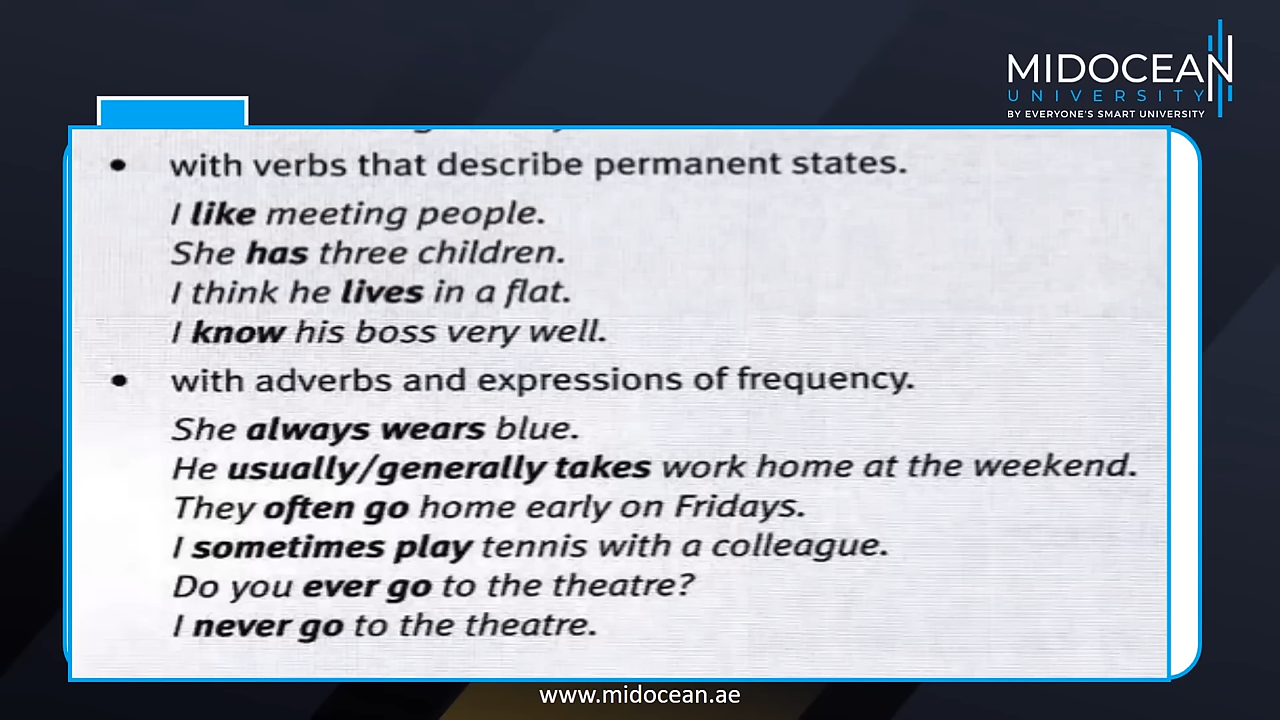 MIDOCEAN
UNIVERSITY
BY EVERYONE'S SMART UNIVERSITY
• with verbs that describe permanent states.
I like meeting people.
She has three children.
I think he lives in a flat.
I know his boss very well.
• with adverbs and expressions of frequency.
She always wears blue.
He usually/generally takes work home at the weekend.
They often go home early on Fridays.
I sometimes play tennis with a colleague.
Do you ever go to the theatre?
I never go to the theatre.
www.midocean.ae